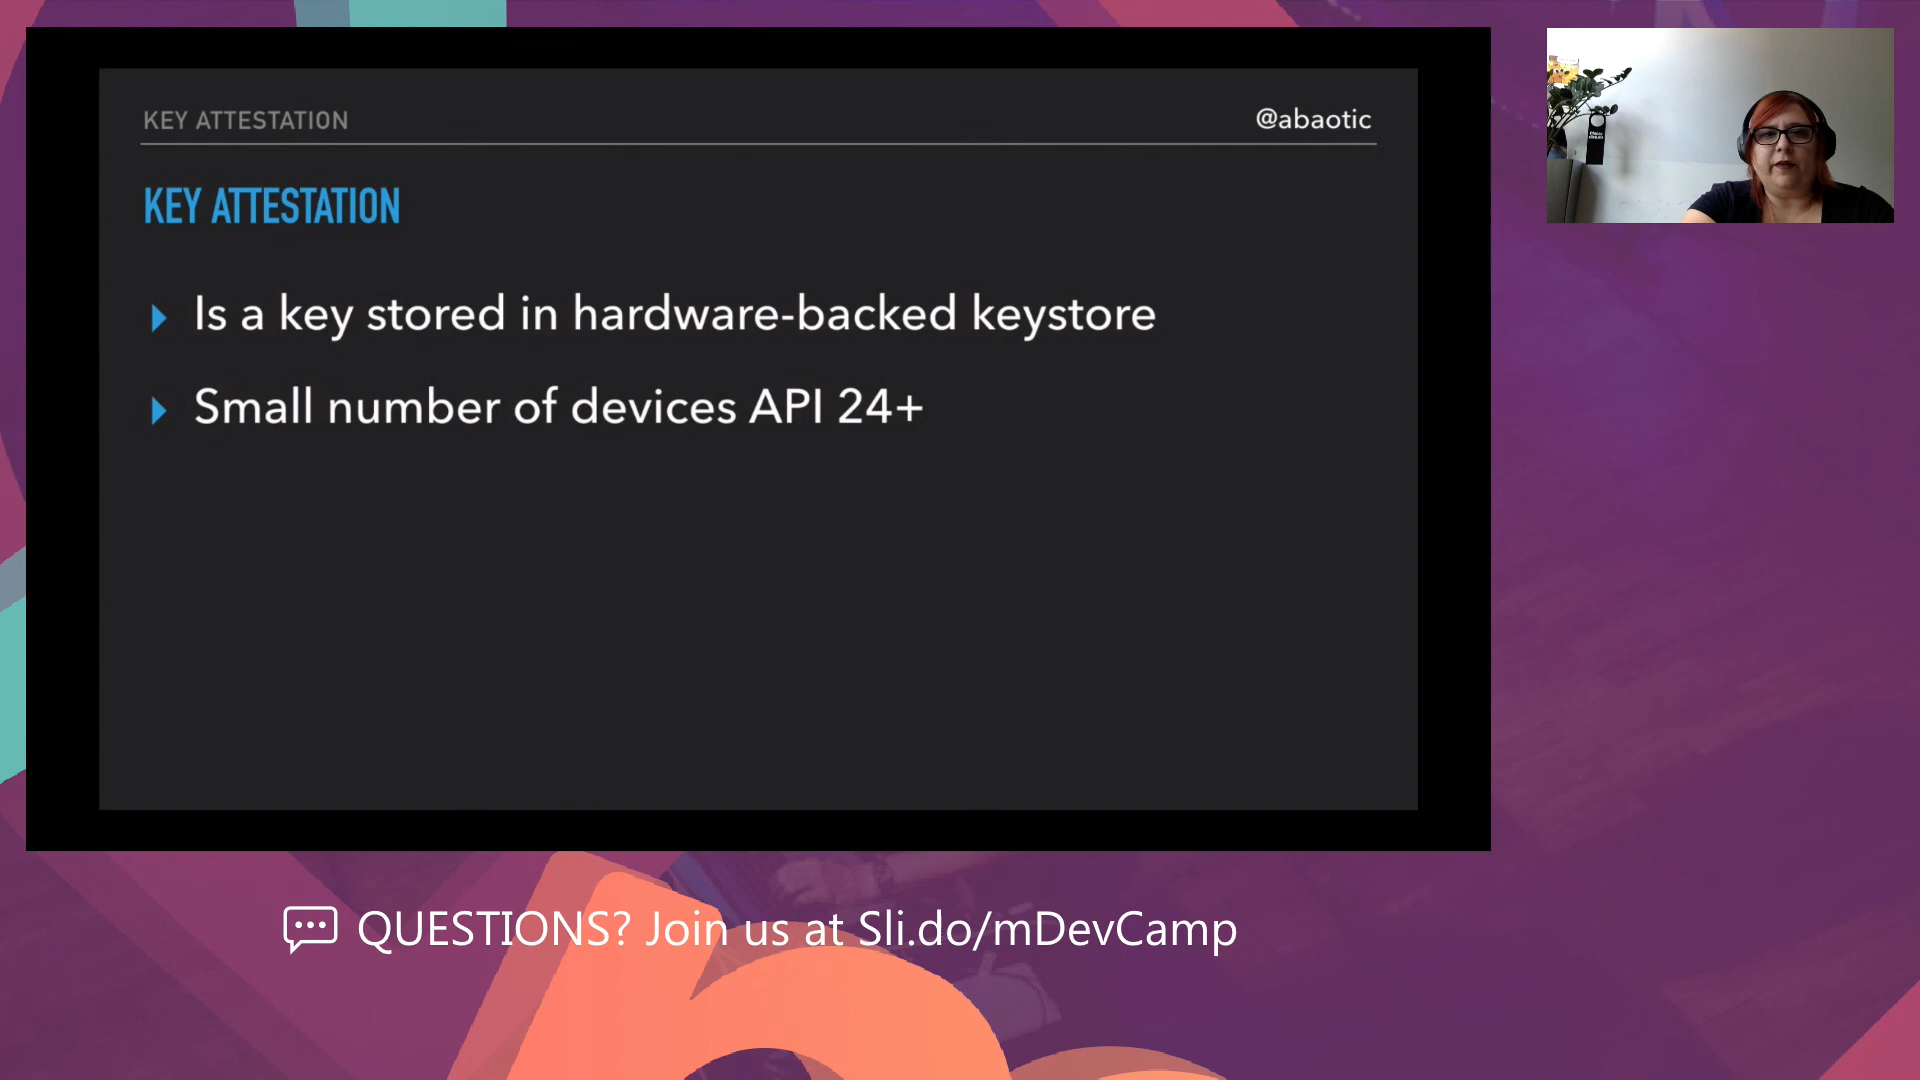 KEY ATTESTATION
@abaotic
KEY ATTESTATION
Is a key stored in hardware-backed keystore
Small number of devices API 24+
QUESTIONS? Join us at Sli.do/mDevCamp